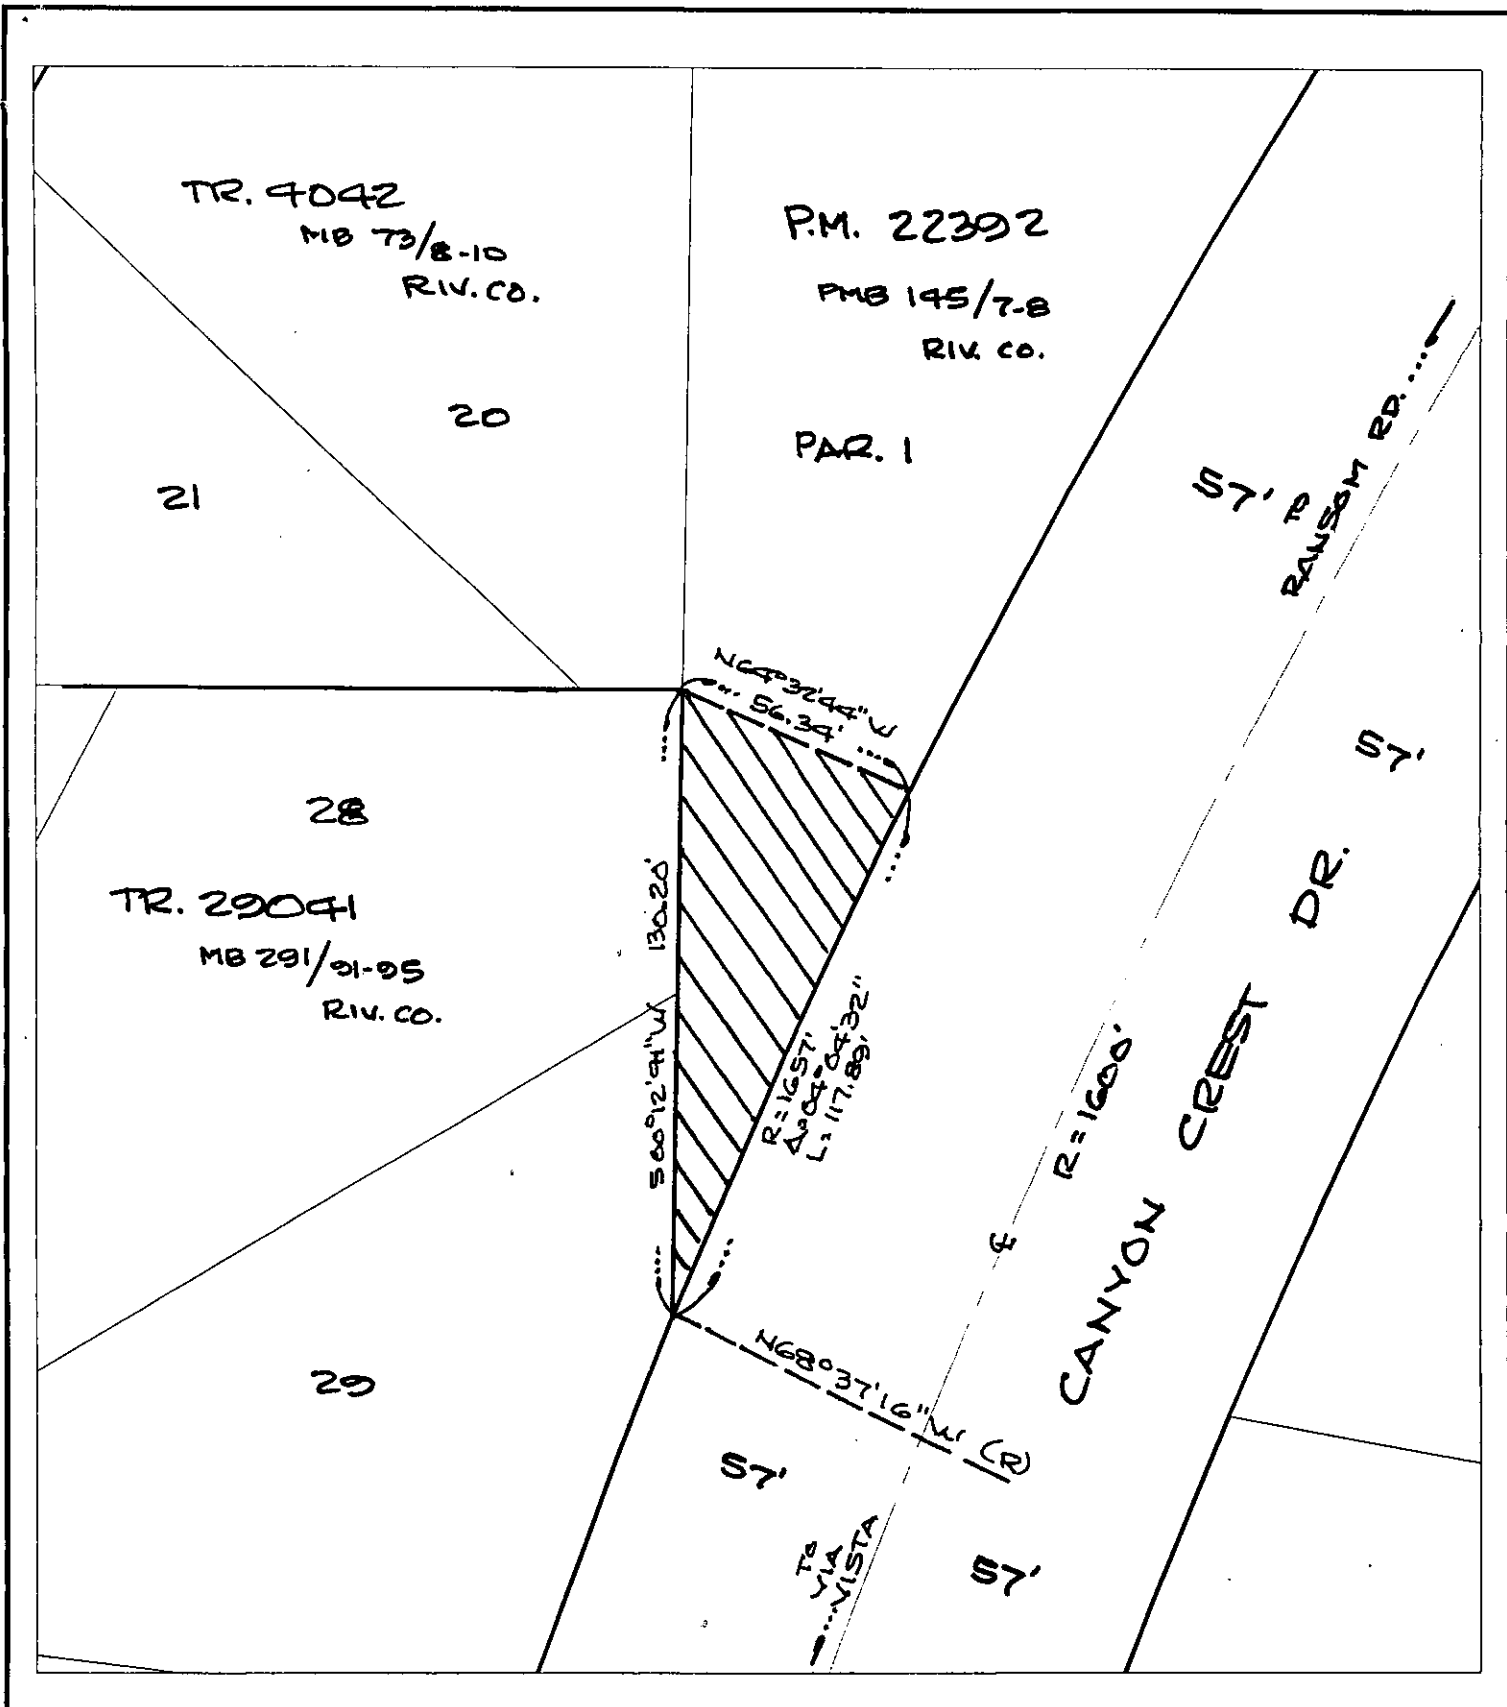 TR. 4042
MB 73/8-10
RIV. CO.
P.M. 22392
PMB 145/7-8
RIV. CO.
20
PAR. 1
21
57'
TO
RANSOM RD.
N64°32'44"W
56.34'
57'
28
TR. 29041
MB 291/91-95
RIV. CO.
S00°12'41"W 130.20'
R=1657'
Δ=04°04'32"
L=117.89'
R=1600'
℄
CANYON CREST DR.
N68°37'16"W (R)
29
57'
TO
VIA
VISTA
57'